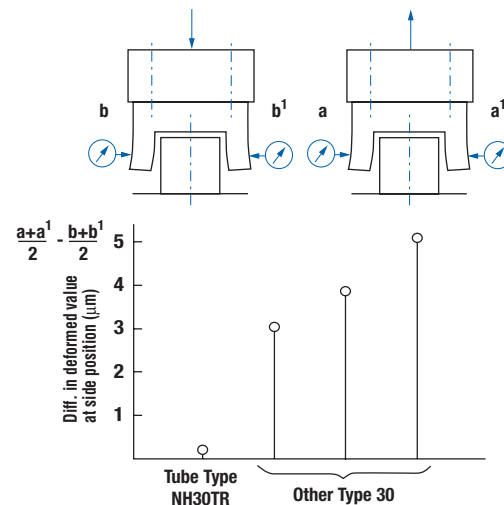 b b¹ a a¹
a+a¹ b+b¹
— - —
2 2
5
4
3
2
1
Diff. in deformed value
at side position (μm)
Tube Type
NH30TR
Other Type 30